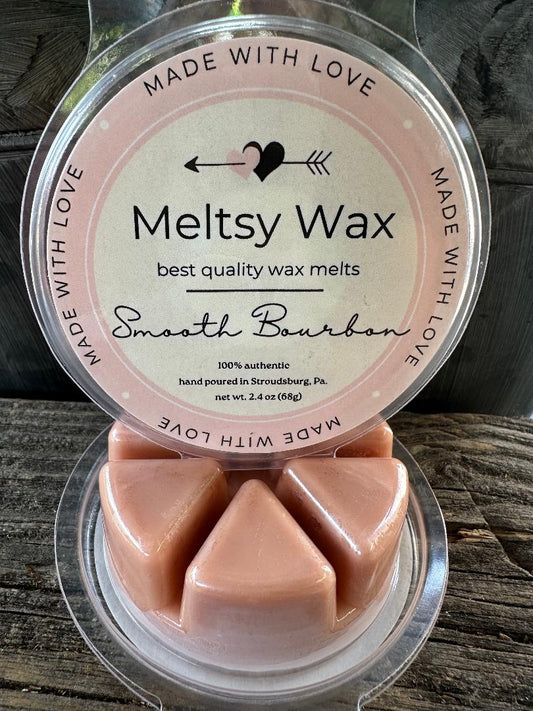 MADE WITH LOVE
MADE WITH LOVE
MADE WITH LOVE
Meltsy Wax
best quality wax melts
Smooth Bourbon
100% authentic
hand poured in Stroudsburg, Pa.
net wt. 2.4 oz (68g)
MADE WITH LOVE